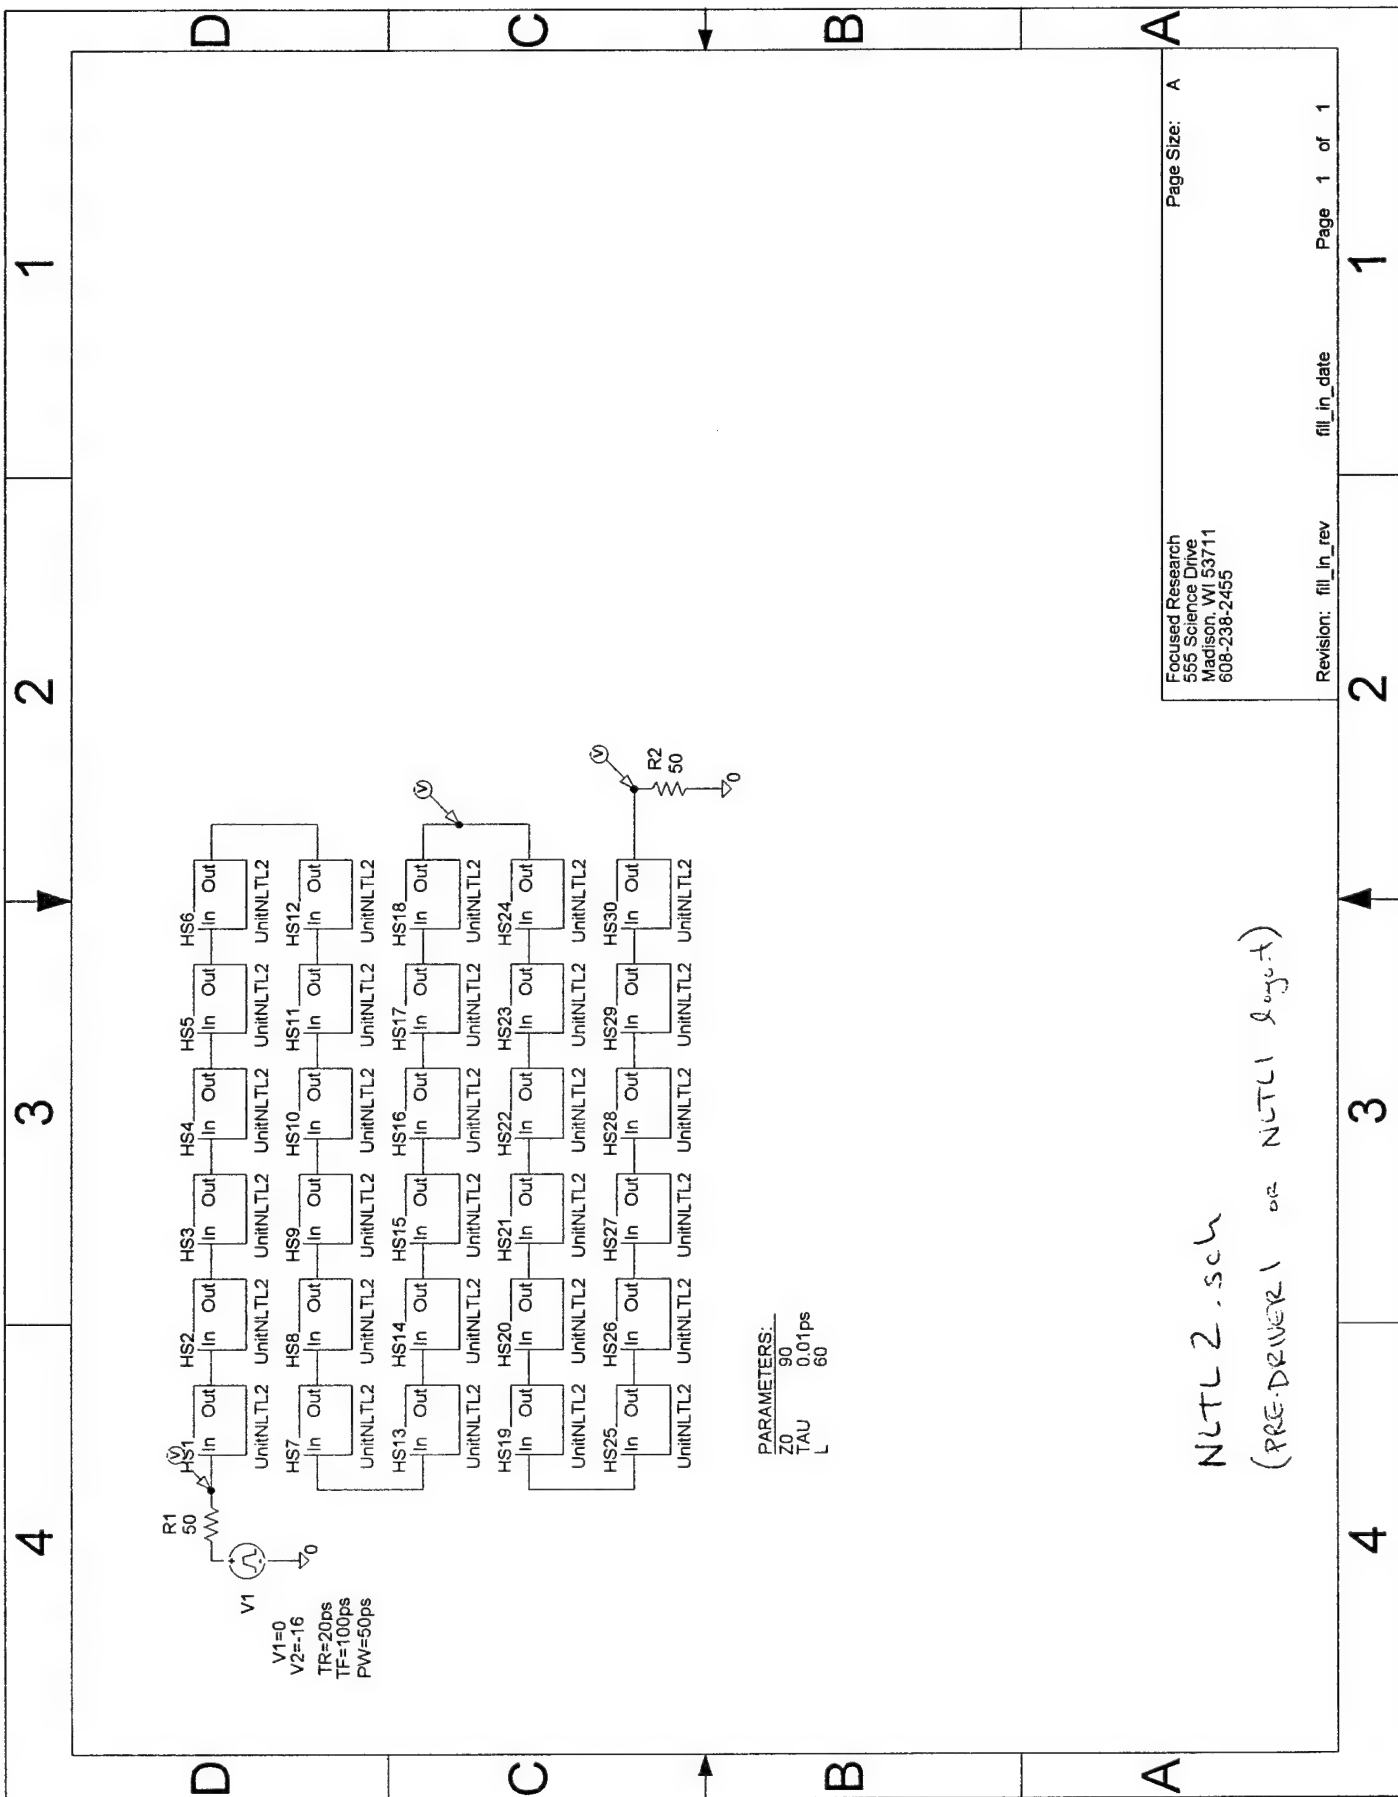 4 3 2 1
D
C
B
A
R1
50
V1
V1=0
V2=-16
TR=20ps
TF=100ps
PW=50ps
0
V
HS1 HS2 HS3 HS4 HS5 HS6
In Out In Out In Out In Out In Out In Out
UnitNLTL2 UnitNLTL2 UnitNLTL2 UnitNLTL2 UnitNLTL2 UnitNLTL2
HS7 HS8 HS9 HS10 HS11 HS12
In Out In Out In Out In Out In Out In Out
UnitNLTL2 UnitNLTL2 UnitNLTL2 UnitNLTL2 UnitNLTL2 UnitNLTL2
V
HS13 HS14 HS15 HS16 HS17 HS18
In Out In Out In Out In Out In Out In Out
UnitNLTL2 UnitNLTL2 UnitNLTL2 UnitNLTL2 UnitNLTL2 UnitNLTL2
HS19 HS20 HS21 HS22 HS23 HS24
In Out In Out In Out In Out In Out In Out
UnitNLTL2 UnitNLTL2 UnitNLTL2 UnitNLTL2 UnitNLTL2 UnitNLTL2
V
HS25 HS26 HS27 HS28 HS29 HS30
In Out In Out In Out In Out In Out In Out
UnitNLTL2 UnitNLTL2 UnitNLTL2 UnitNLTL2 UnitNLTL2 UnitNLTL2
R2
50
0
PARAMETERS:
Z0 90
TAU 0.01ps
L 60
NLTL2.sch
(PRE-DRIVER1 OR NLTL1 layout)
Focused Research
555 Science Drive
Madison, WI 53711
608-238-2455
Page Size: A
Revision: fill_in_rev fill_in_date Page 1 of 1
D
C
B
A
4 3 2 1